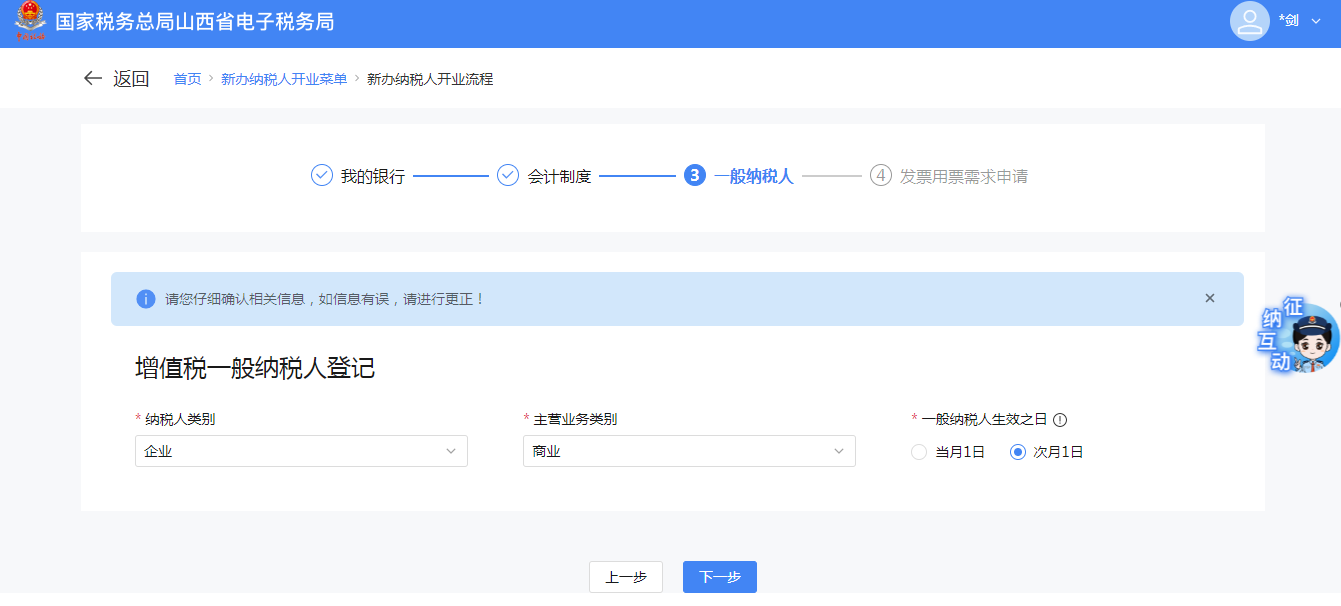 国家税务总局山西省电子税务局
*剑
返回 首页 > 新办纳税人开业菜单 > 新办纳税人开业流程
我的银行 会计制度 3 一般纳税人 4 发票用票需求申请
请您仔细确认相关信息，如信息有误，请进行更正！
征纳互动
增值税一般纳税人登记
* 纳税人类别 * 主营业务类别 * 一般纳税人生效之日
企业 商业 当月1日 次月1日
上一步 下一步